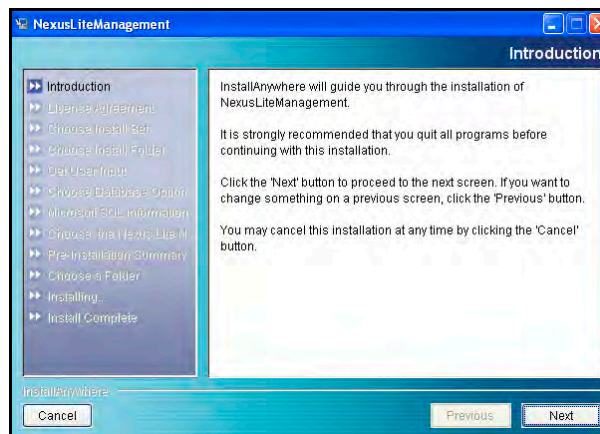 NexusLiteManagement
Introduction
Introduction
License Agreement
Choose Install Set
Choose Install Folder
Get User Input
Choose Database Option
Microsoft SQL Information
Choose the Nexus Lite M...
Pre-Installation Summary
Choose a Folder
Installing...
Install Complete
InstallAnywhere will guide you through the installation of
NexusLiteManagement.
It is strongly recommended that you quit all programs before
continuing with this installation.
Click the 'Next' button to proceed to the next screen. If you want to
change something on a previous screen, click the 'Previous' button.
You may cancel this installation at any time by clicking the 'Cancel'
button.
InstallAnywhere
Cancel
Previous
Next